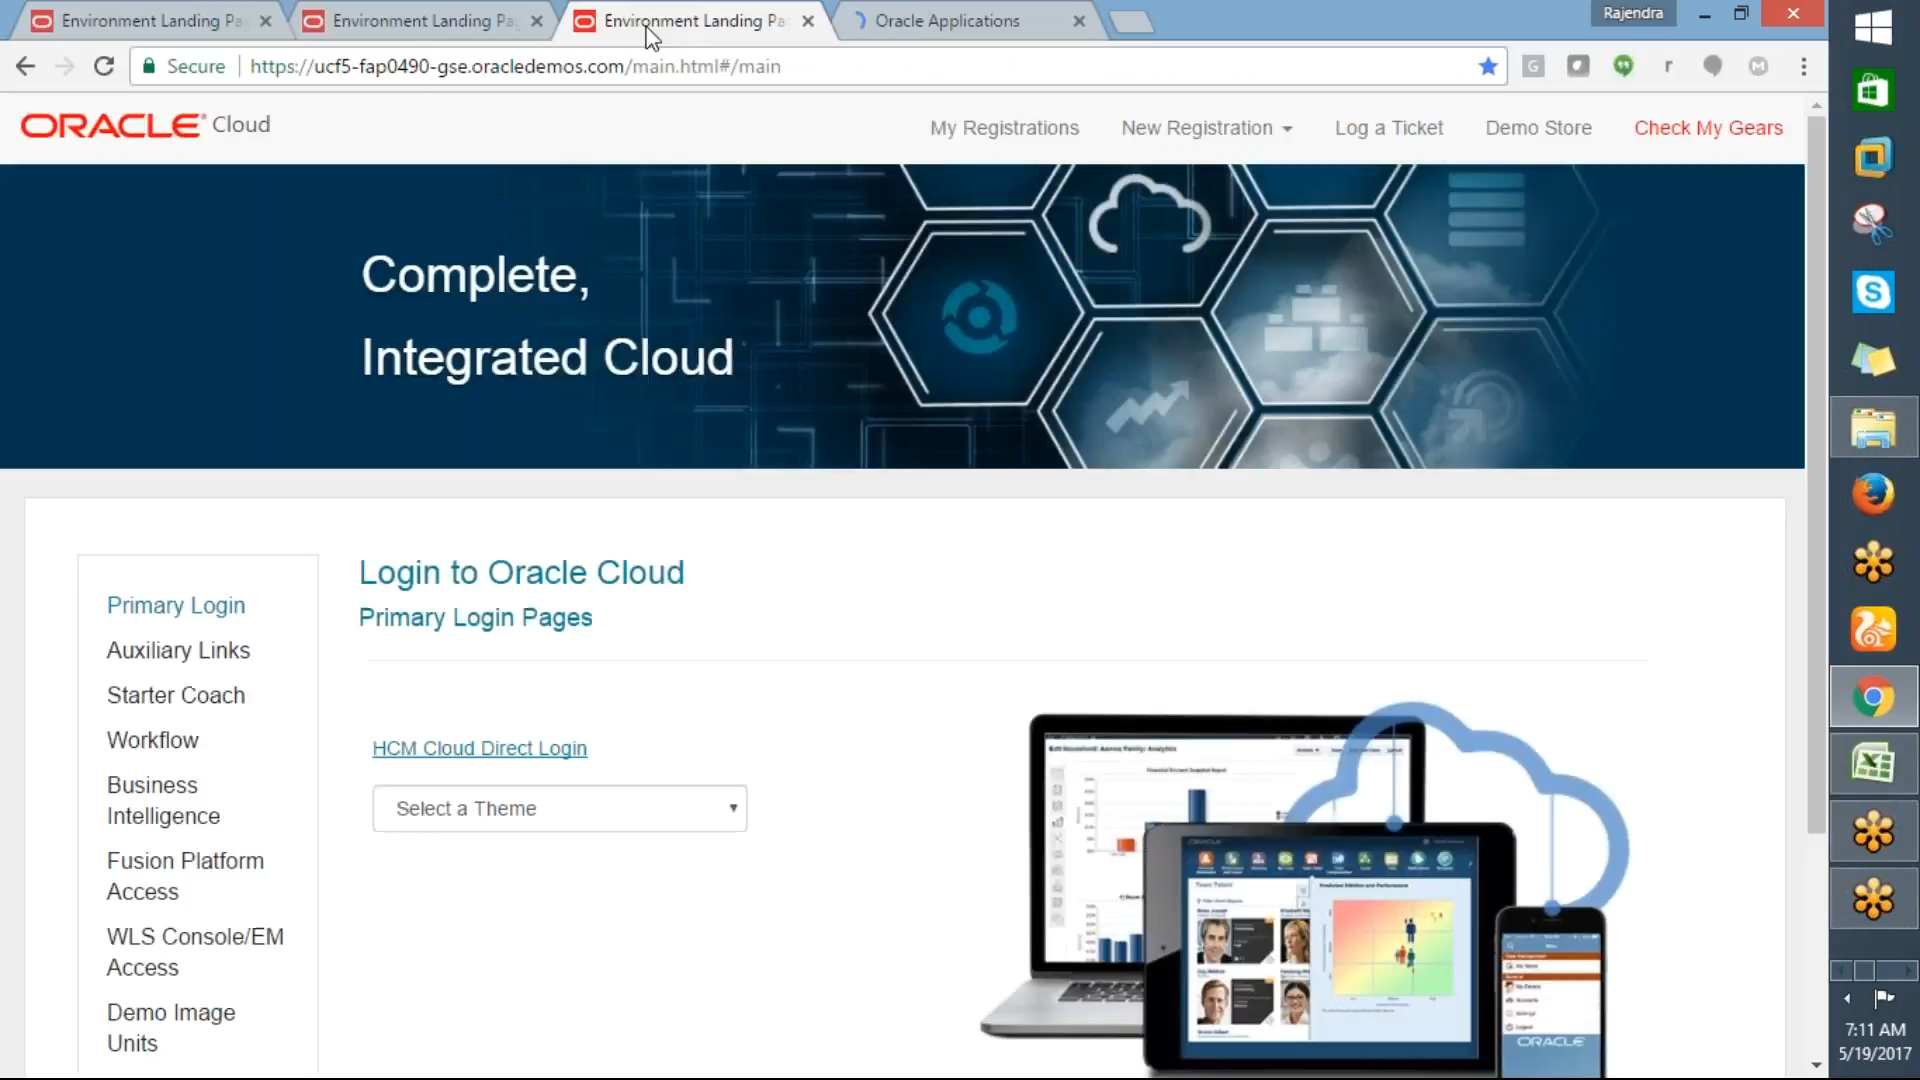 Environment Landing Pa
Environment Landing Pag
Environment Landing Pa
Oracle Applications
Rajendra
Secure
https://ucf5-fap0490-gse.oracledemos.com/main.html#/main
ORACLE Cloud
My Registrations
New Registration
Log a Ticket
Demo Store
Check My Gears
Complete,
Integrated Cloud
Primary Login
Auxiliary Links
Starter Coach
Workflow
Business
Intelligence
Fusion Platform
Access
WLS Console/EM
Access
Demo Image
Units
Login to Oracle Cloud
Primary Login Pages
HCM Cloud Direct Login
Select a Theme
ORACLE
7:11 AM
5/19/2017